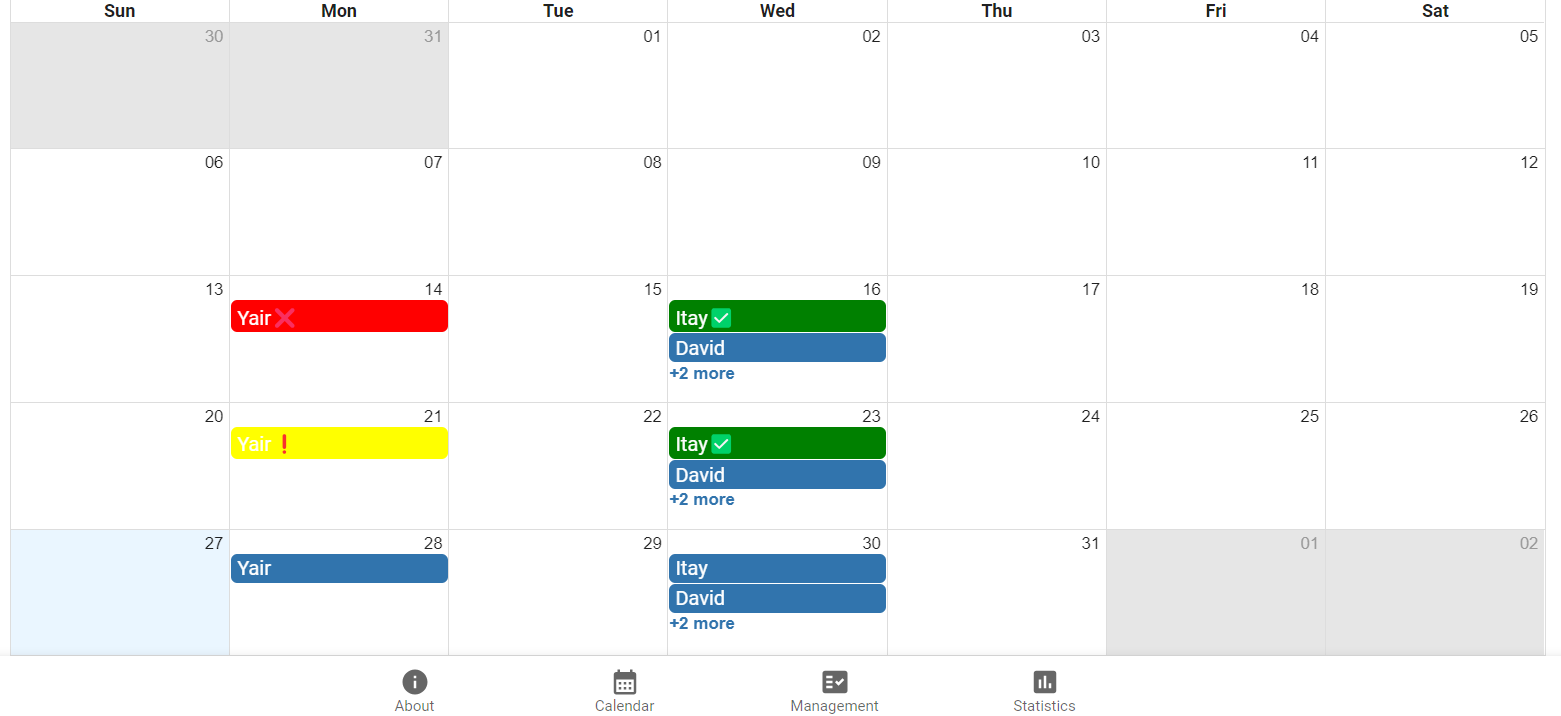 Sun Mon Tue Wed Thu Fri Sat
30 31 01 02 03 04 05
06 07 08 09 10 11 12
13 14 15 16 17 18 19
Yair ❌ Itay ✅
David
+2 more
20 21 22 23 24 25 26
Yair ❗ Itay ✅
David
+2 more
27 28 29 30 31 01 02
Yair Itay
David
+2 more
About Calendar Management Statistics